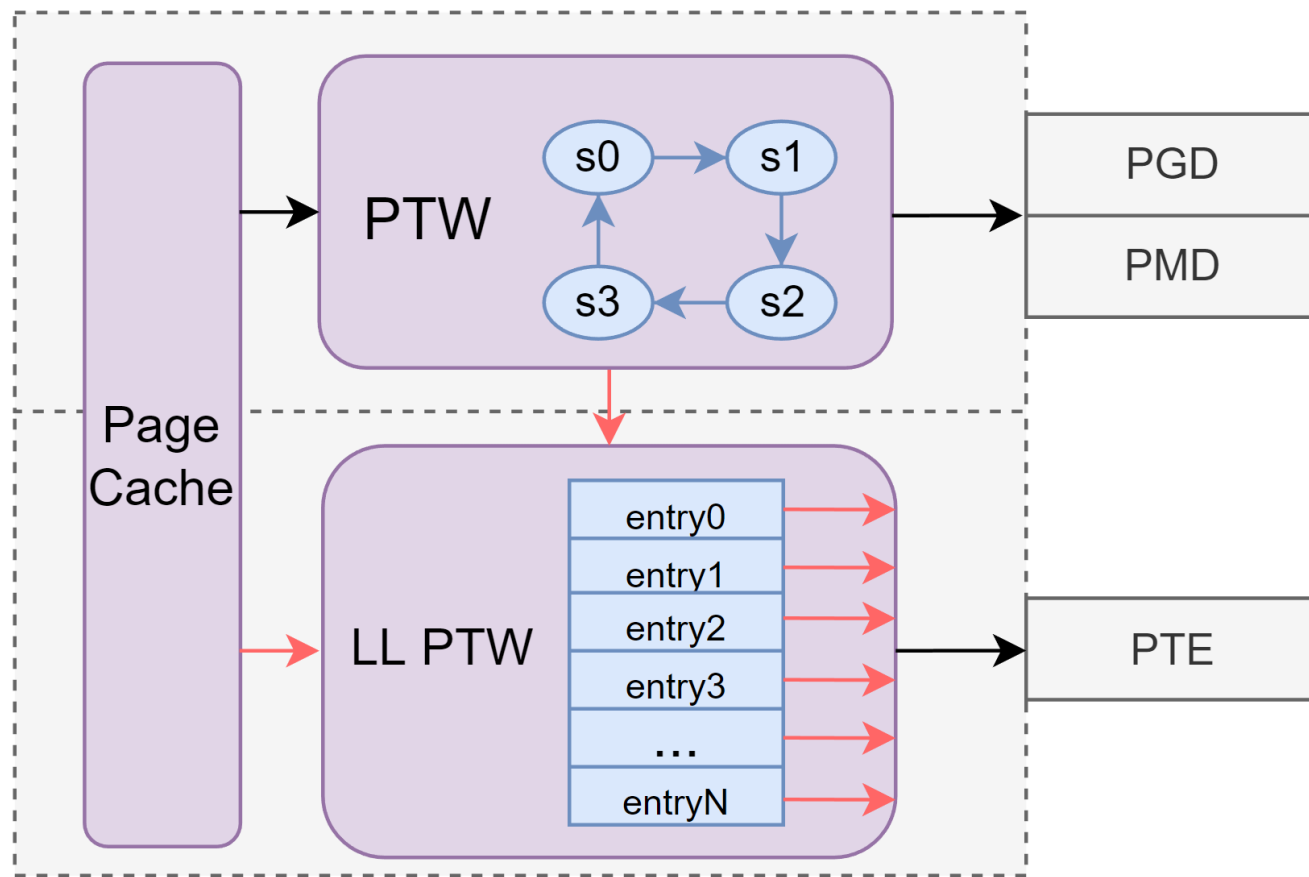 PTW
s0
s1
s3
s2
PGD
PMD
Page
Cache
LL PTW
entry0
entry1
entry2
entry3
...
entryN
PTE